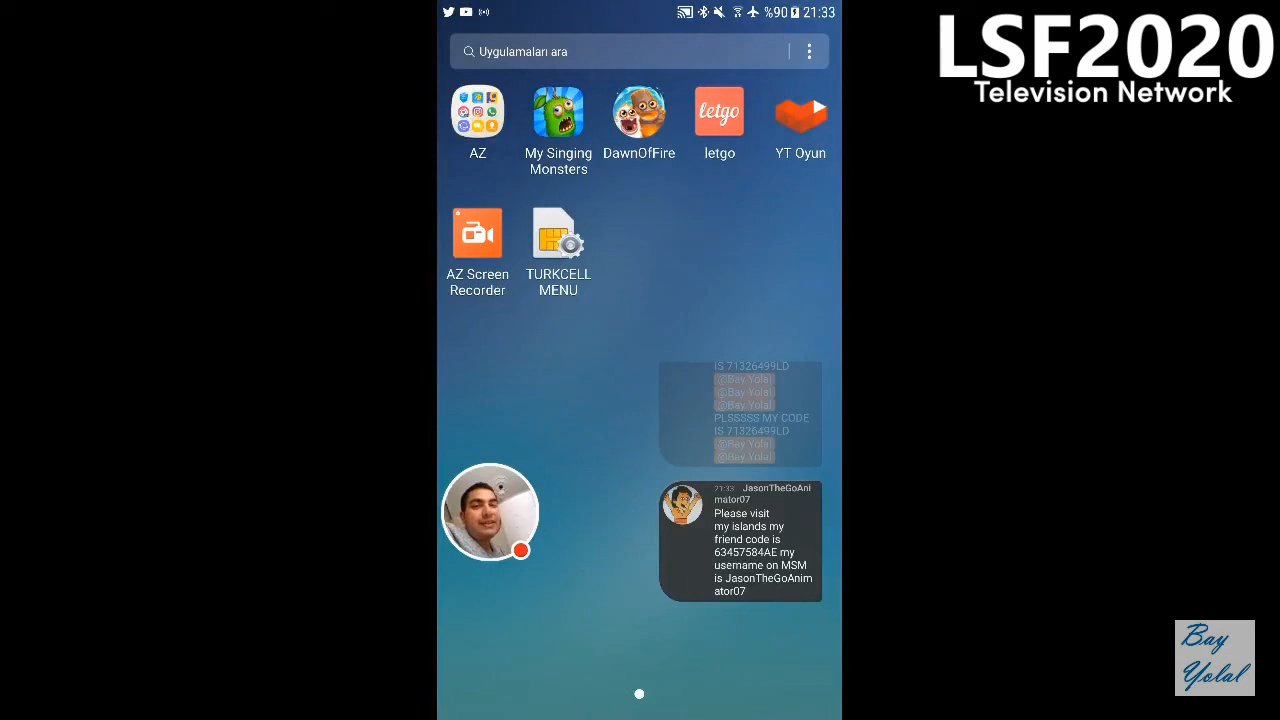 %90 21:33
LSF2020
Television Network
Uygulamaları ara
letgo
AZ
My Singing
Monsters
DawnOfFire
letgo
YT Oyun
AZ Screen
Recorder
TURKCELL
MENU
IS 71326499LD
@Bay Yolal
@Bay Yolal
@Bay Yolal
PLSSSSS MY CODE
IS 71326499LD
@Bay Yolal
@Bay Yolal
21:33 JasonTheGoAni
mator07
Please visit
my islands my
friend code is
63457584AE my
username on MSM
is JasonTheGoAnim
ator07
Bay
Yolal